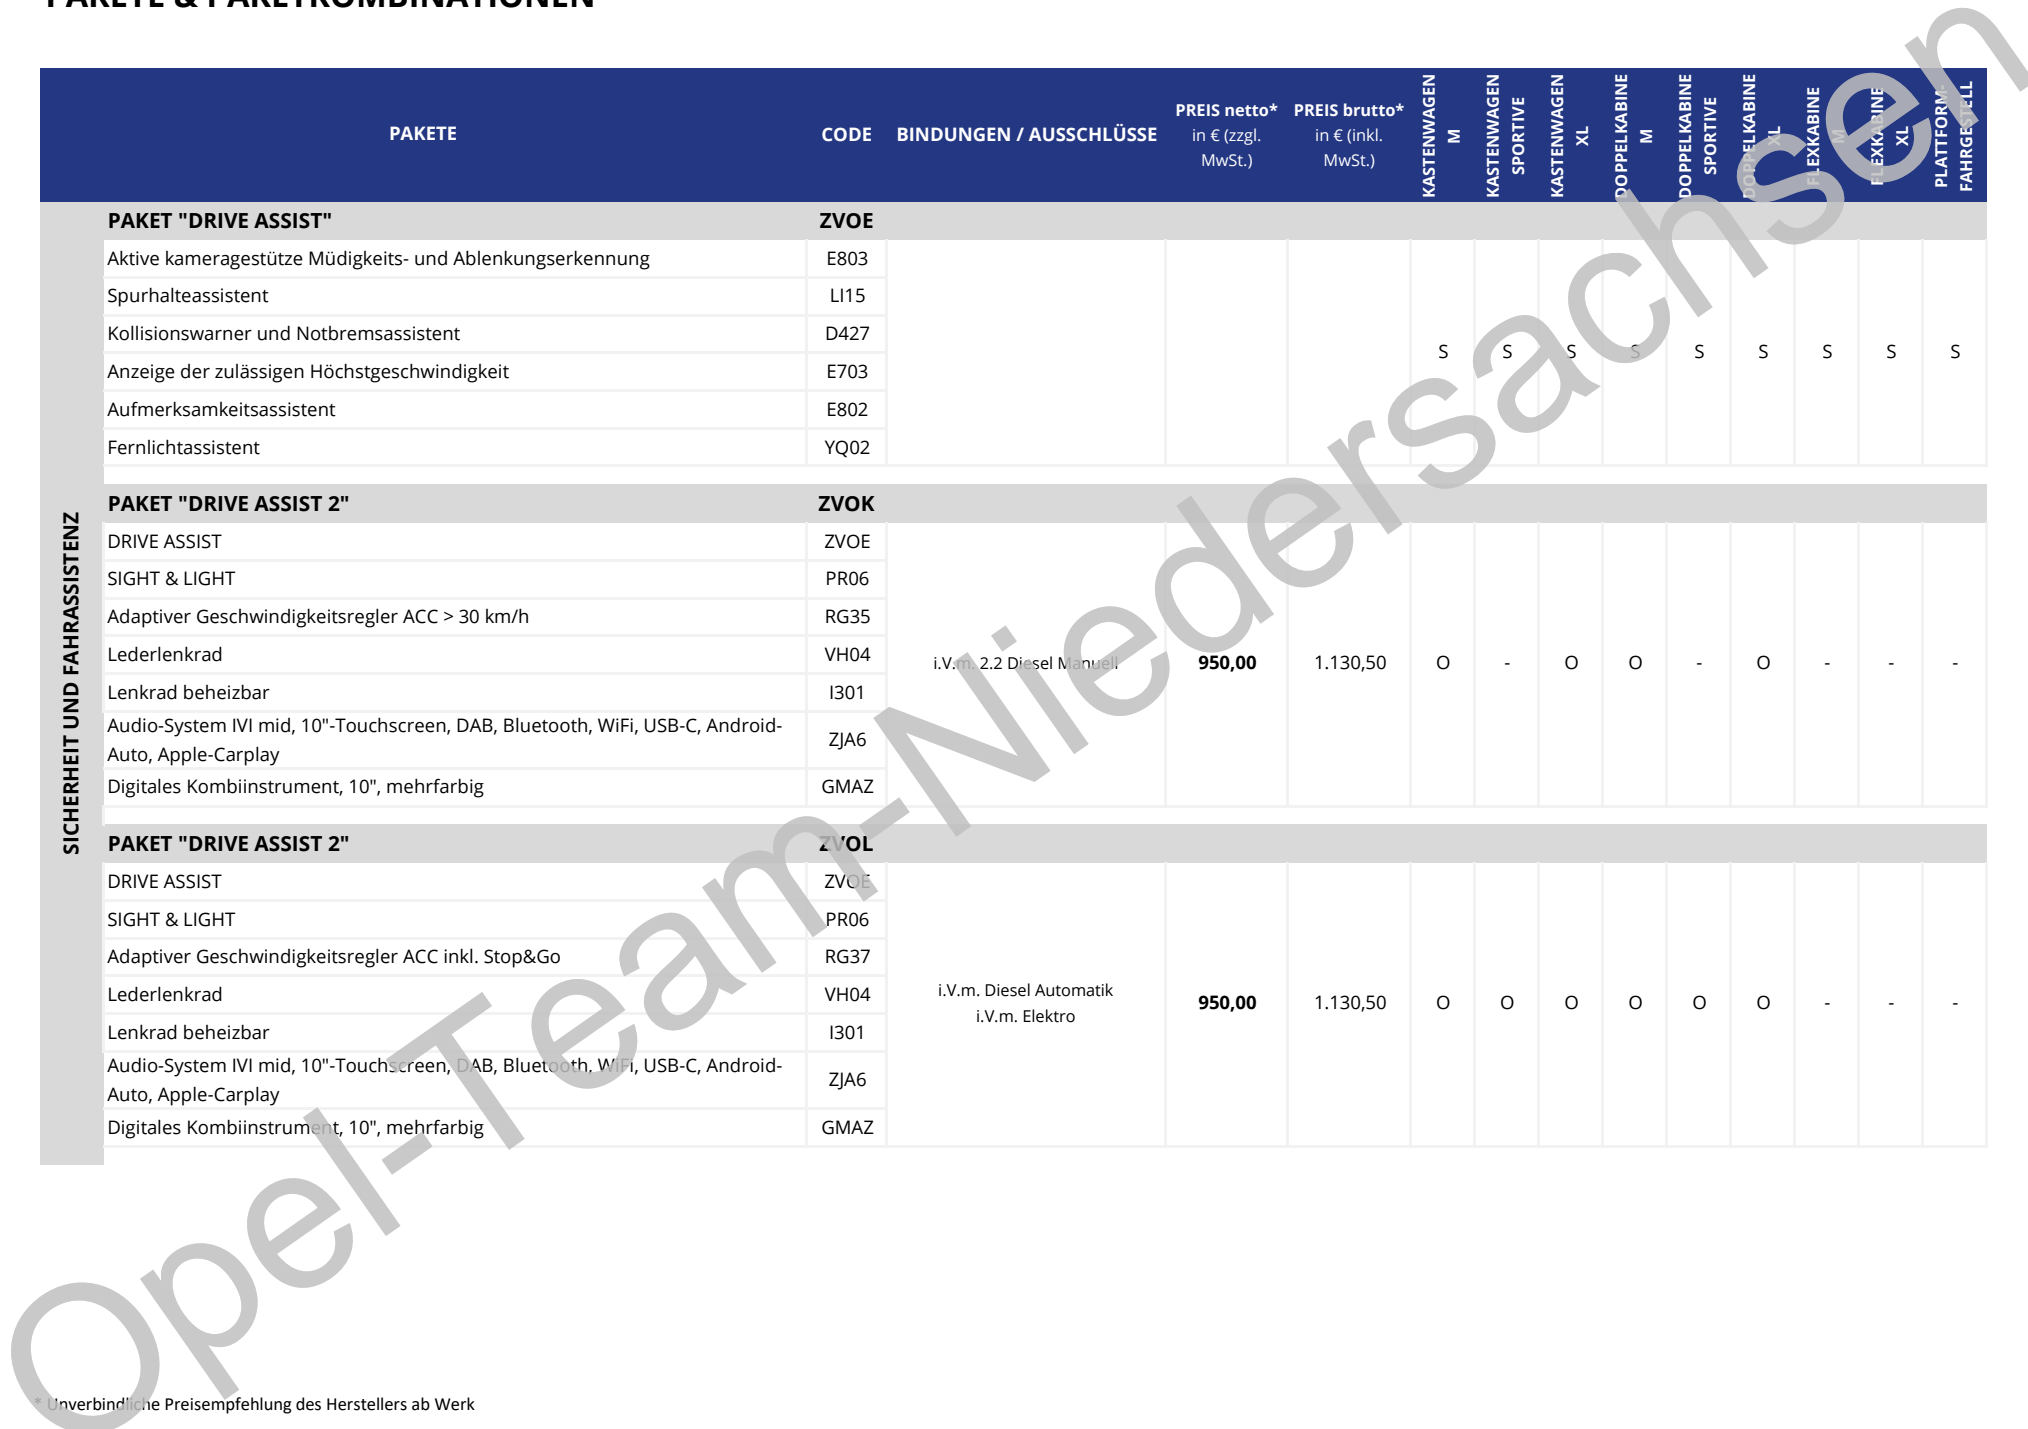 PAKETE & PAKETKOMBINATIONEN
PAKETE CODE BINDUNGEN / AUSSCHLÜSSE PREIS netto* in € (zzgl. MwSt.) PREIS brutto* in € (inkl. MwSt.) KASTENWAGEN M KASTENWAGEN SPORTIVE KASTENWAGEN XL DOPPELKABINE M DOPPELKABINE SPORTIVE DOPPELKABINE XL FLEXKABINE M FLEXKABINE XL PLATTFORM-FAHRGESTELL
SICHERHEIT UND FAHRASSISTENZ
PAKET "DRIVE ASSIST" ZVOE
Aktive kameragestütze Müdigkeits- und Ablenkungserkennung E803
Spurhalteassistent LI15
Kollisionswarner und Notbremsassistent D427
S S S S S S S S S
Anzeige der zulässigen Höchstgeschwindigkeit E703
Aufmerksamkeitsassistent E802
Fernlichtassistent YQ02
PAKET "DRIVE ASSIST 2" ZVOK
DRIVE ASSIST ZVOE
SIGHT & LIGHT PR06
Adaptiver Geschwindigkeitsregler ACC > 30 km/h RG35
Lederlenkrad VH04
i.V.m. 2.2 Diesel Manuell 950,00 1.130,50 O - O O - O - - -
Lenkrad beheizbar I301
Audio-System IVI mid, 10"-Touchscreen, DAB, Bluetooth, WiFi, USB-C, Android-
Auto, Apple-Carplay ZJA6
Digitales Kombiinstrument, 10", mehrfarbig GMAZ
PAKET "DRIVE ASSIST 2" ZVOL
DRIVE ASSIST ZVOE
SIGHT & LIGHT PR06
Adaptiver Geschwindigkeitsregler ACC inkl. Stop&Go RG37
Lederlenkrad VH04
i.V.m. Diesel Automatik
i.V.m. Elektro 950,00 1.130,50 O O O O O O - - -
Lenkrad beheizbar I301
Audio-System IVI mid, 10"-Touchscreen, DAB, Bluetooth, WiFi, USB-C, Android-
Auto, Apple-Carplay ZJA6
Digitales Kombiinstrument, 10", mehrfarbig GMAZ
* Unverbindliche Preisempfehlung des Herstellers ab Werk
Opel-Team-Niedersachsen